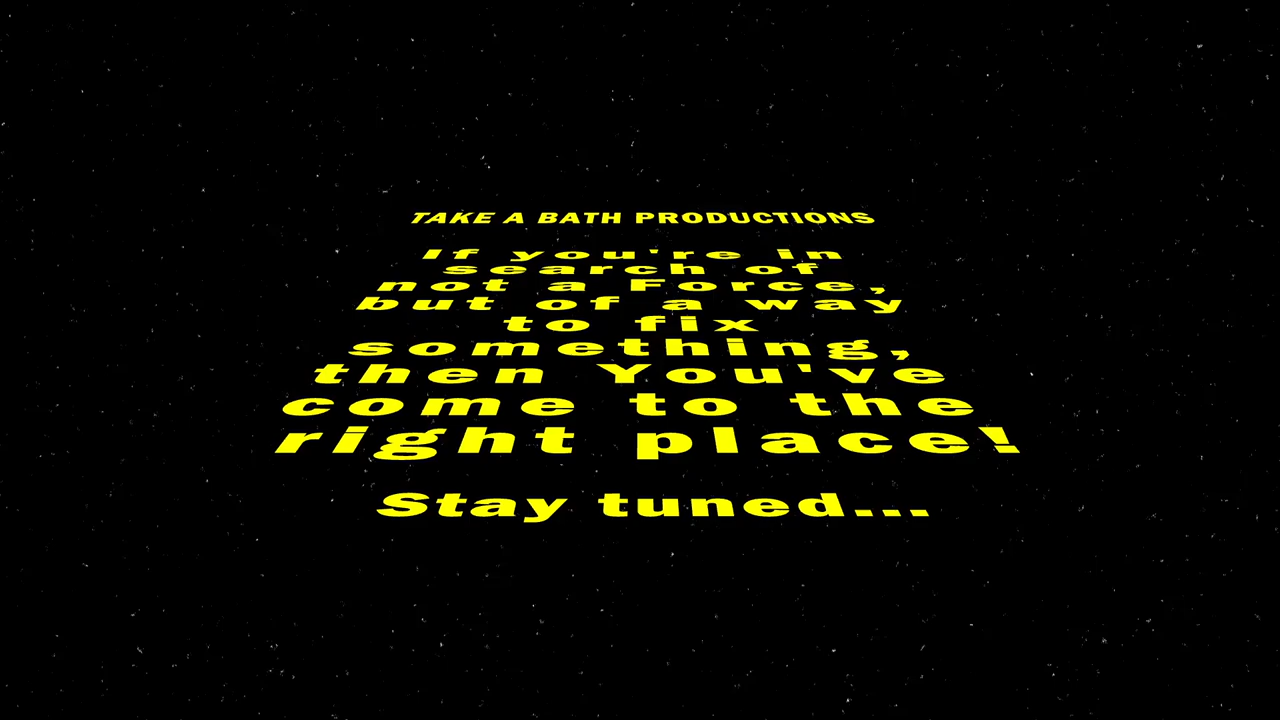 TAKE A BATH PRODUCTIONS
If you're in
search of
not a Force,
but of a way
to fix
something,
then You've
come to the
right place!
Stay tuned...